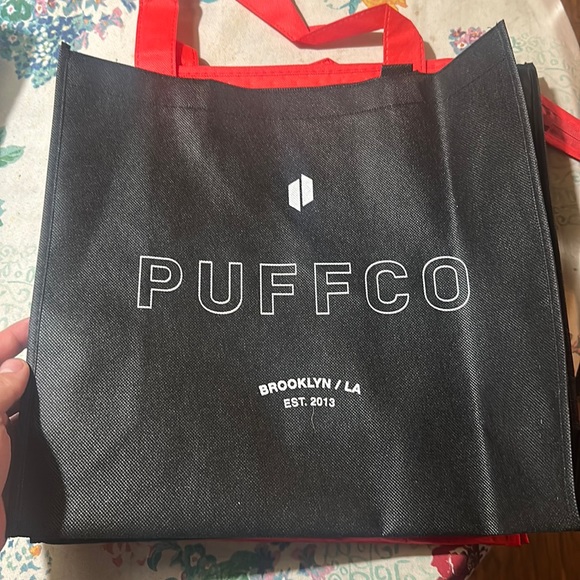 PUFFCO
BROOKLYN / LA
EST. 2013